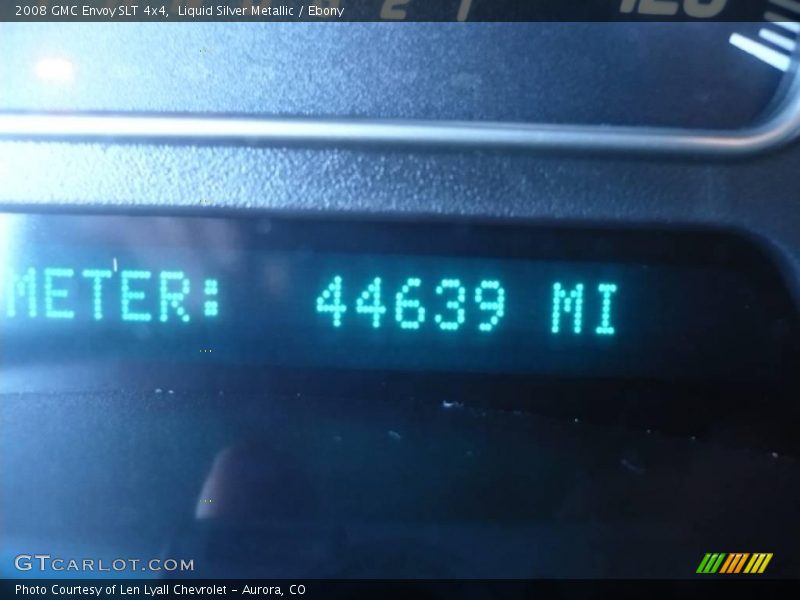 2008 GMC Envoy SLT 4x4,  Liquid Silver Metallic / Ebony
120
METER: 44639 MI
GTCARLOT.COM
Photo Courtesy of Len Lyall Chevrolet - Aurora, CO